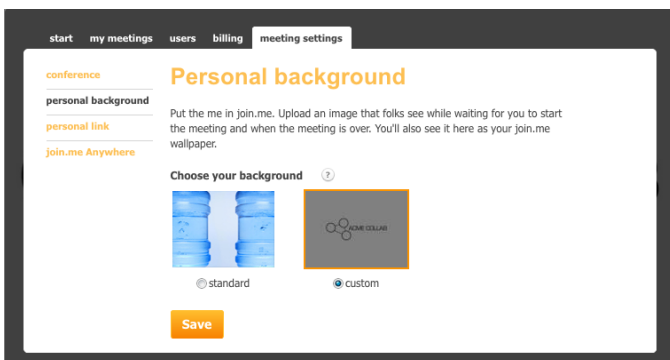 start my meetings users billing meeting settings
conference
personal background
personal link
join.me Anywhere
Personal background
Put the me in join.me. Upload an image that folks see while waiting for you to start
the meeting and when the meeting is over. You'll also see it here as your join.me
wallpaper.
Choose your background ?
ACME COLLAB
standard custom
Save